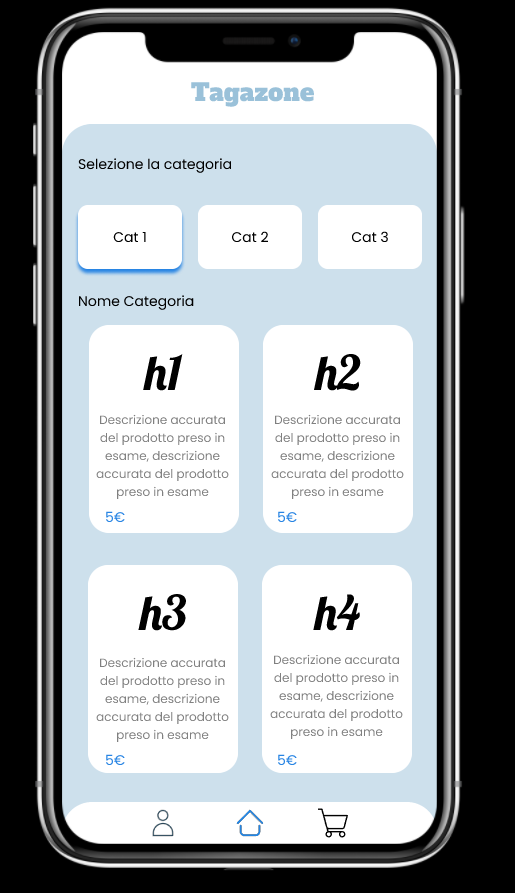 Tagazone
Selezione la categoria
Cat 1
Cat 2
Cat 3
Nome Categoria
h1
Descrizione accurata
del prodotto preso in
esame, descrizione
accurata del prodotto
preso in esame
5€
h2
Descrizione accurata
del prodotto preso in
esame, descrizione
accurata del prodotto
preso in esame
5€
h3
Descrizione accurata
del prodotto preso in
esame, descrizione
accurata del prodotto
preso in esame
5€
h4
Descrizione accurata
del prodotto preso in
esame, descrizione
accurata del prodotto
preso in esame
5€